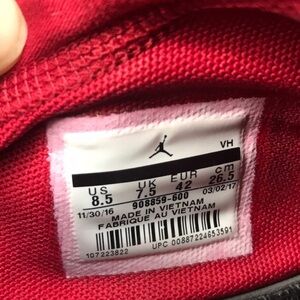 VH
US UK EUR cm
8.5 7.5 42 26.5
11/30/16 908859-600 03/02/17
MADE IN VIETNAM
FABRIQUE AU VIETNAM
107223822 UPC 00887224653591